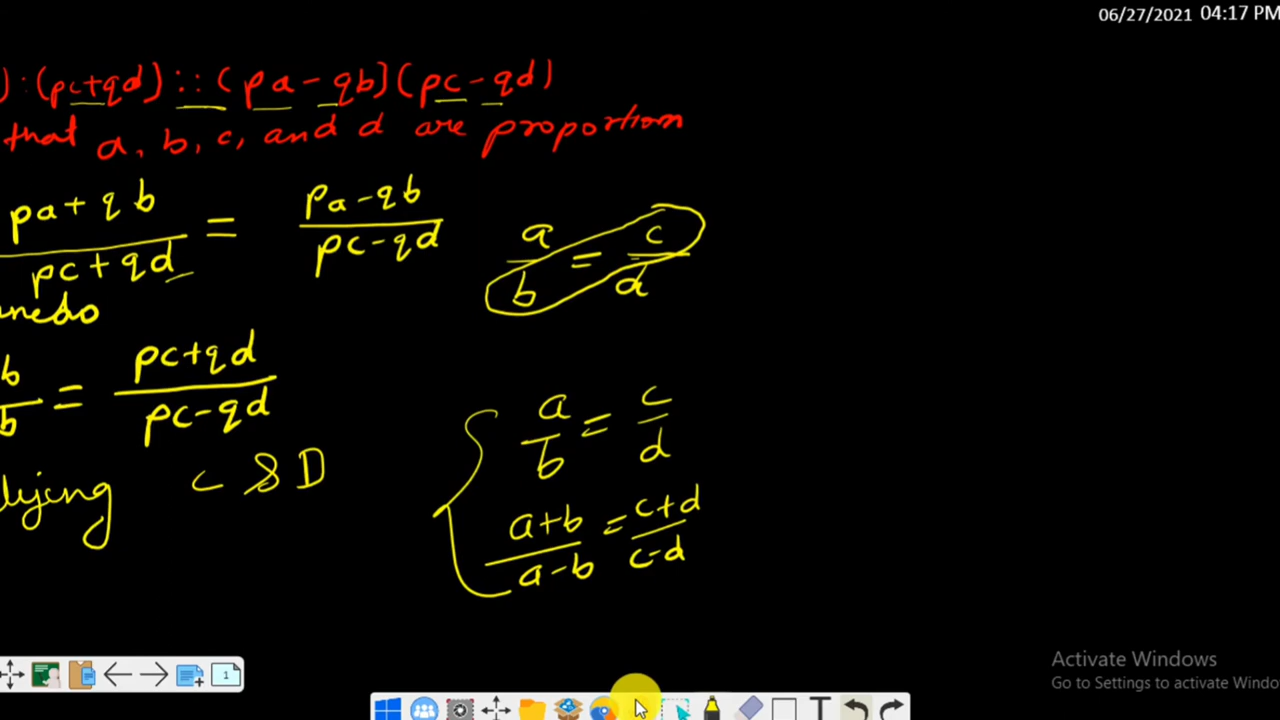 06/27/2021 04:17 PM
) : (pc+qd) :: (pa - qb) (pc - qd)
that a, b, c, and d are proportion
pa + qb / pc + qd = pa - qb / pc - qd
a / b = c / d
b / b = pc + qd / pc - qd
a / b = c / d
C & D
a + b / a - b = c + d / c - d
Activate Windows
Go to Settings to activate Windo
1
T